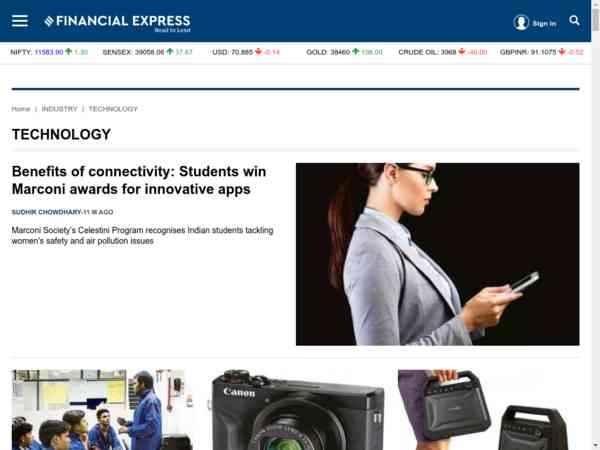 FINANCIAL EXPRESS
Read to Lead
Sign In
NIFTY: 11583.90 1.30 SENSEX: 39058.06 37.67 USD: 70.885 -0.14 GOLD: 38460 158.00 CRUDE OIL: 3968 -40.00 GBPINR: 91.1075 -0.52
Home | INDUSTRY | TECHNOLOGY
TECHNOLOGY
Benefits of connectivity: Students win
Marconi awards for innovative apps
SUDHIR CHOWDHARY-11 W AGO
Marconi Society's Celestini Program recognises Indian students tackling
women's safety and air pollution issues
Canon